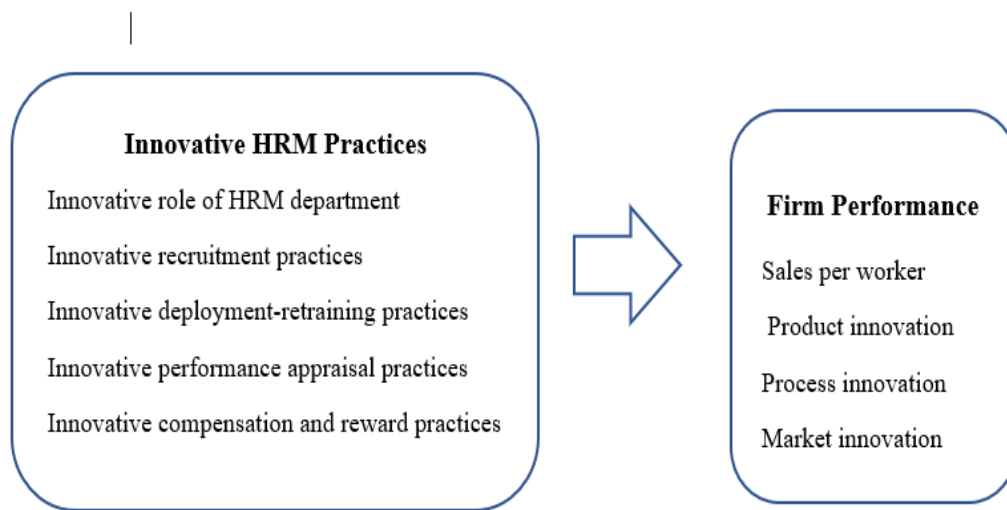 Innovative HRM Practices
Innovative role of HRM department
Innovative recruitment practices
Innovative deployment-retraining practices
Innovative performance appraisal practices
Innovative compensation and reward practices
Firm Performance
Sales per worker
Product innovation
Process innovation
Market innovation